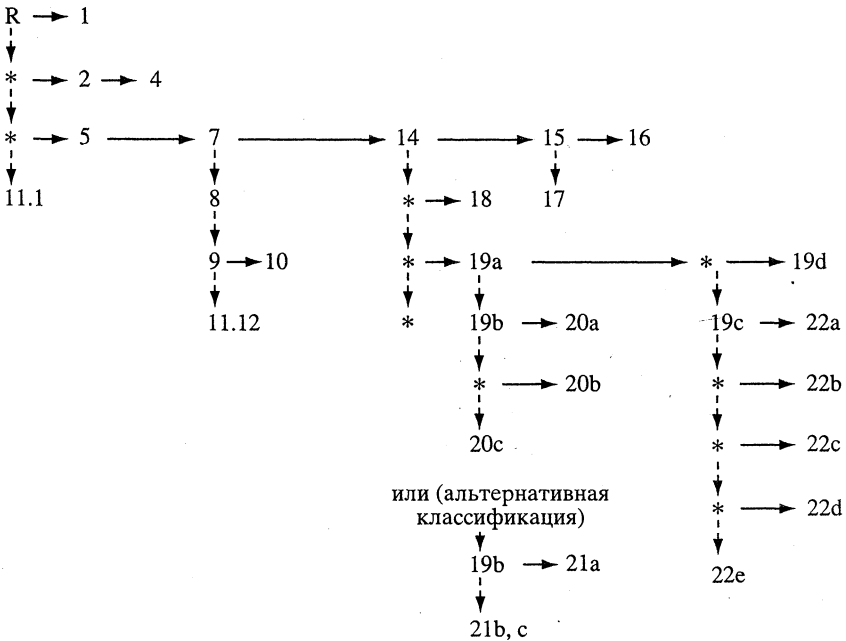 R 1
* 2 4
* 5 7 14 15 16
11.1 8 * 18 17
9 10 * 19a * 19d
11.12 * 19b 20a 19c 22a
* 20b * 22b
20c * 22c
или (альтернативная
классификация)
* 22d
19b 21a
22e
21b, c